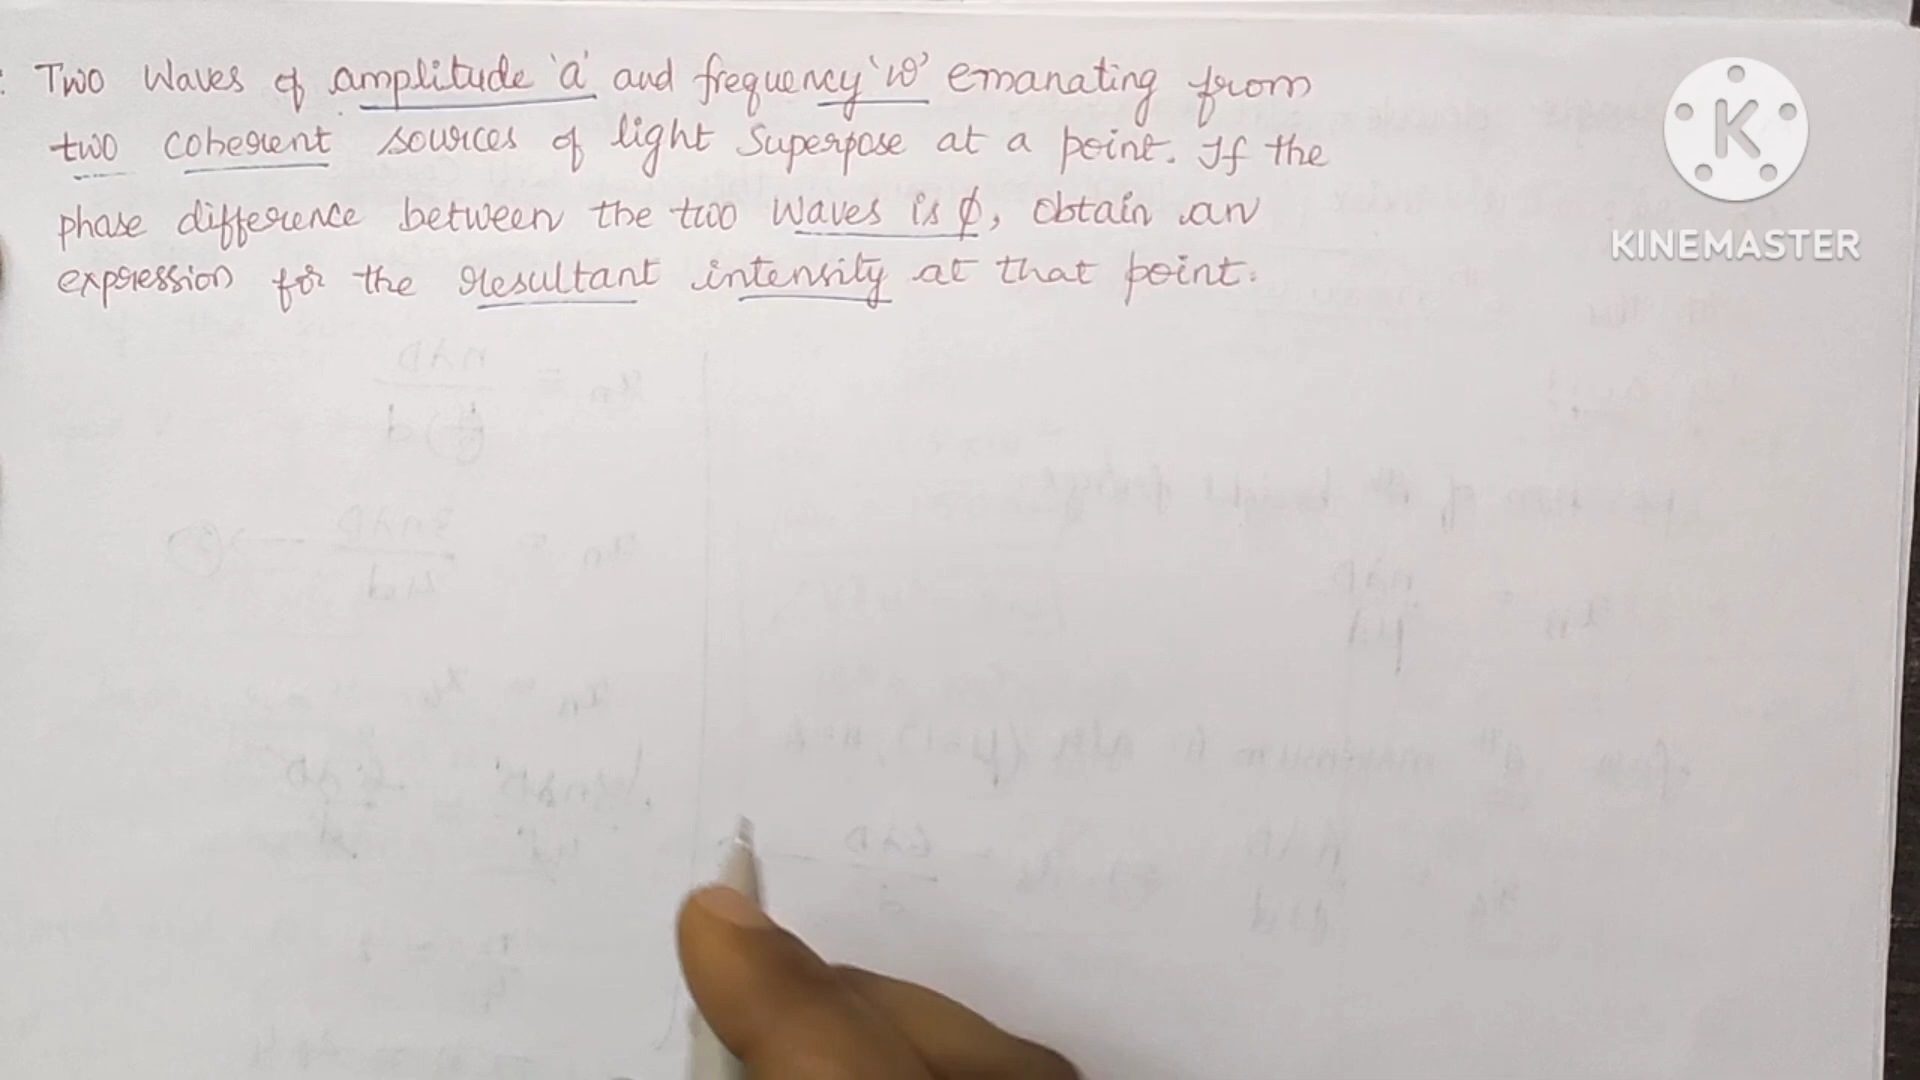 : Two waves of amplitude 'a' and frequency 'ω' emanating from
two coherent sources of light superpose at a point. If the
phase difference between the two waves is φ, obtain an
expression for the resultant intensity at that point.
K
KINEMASTER